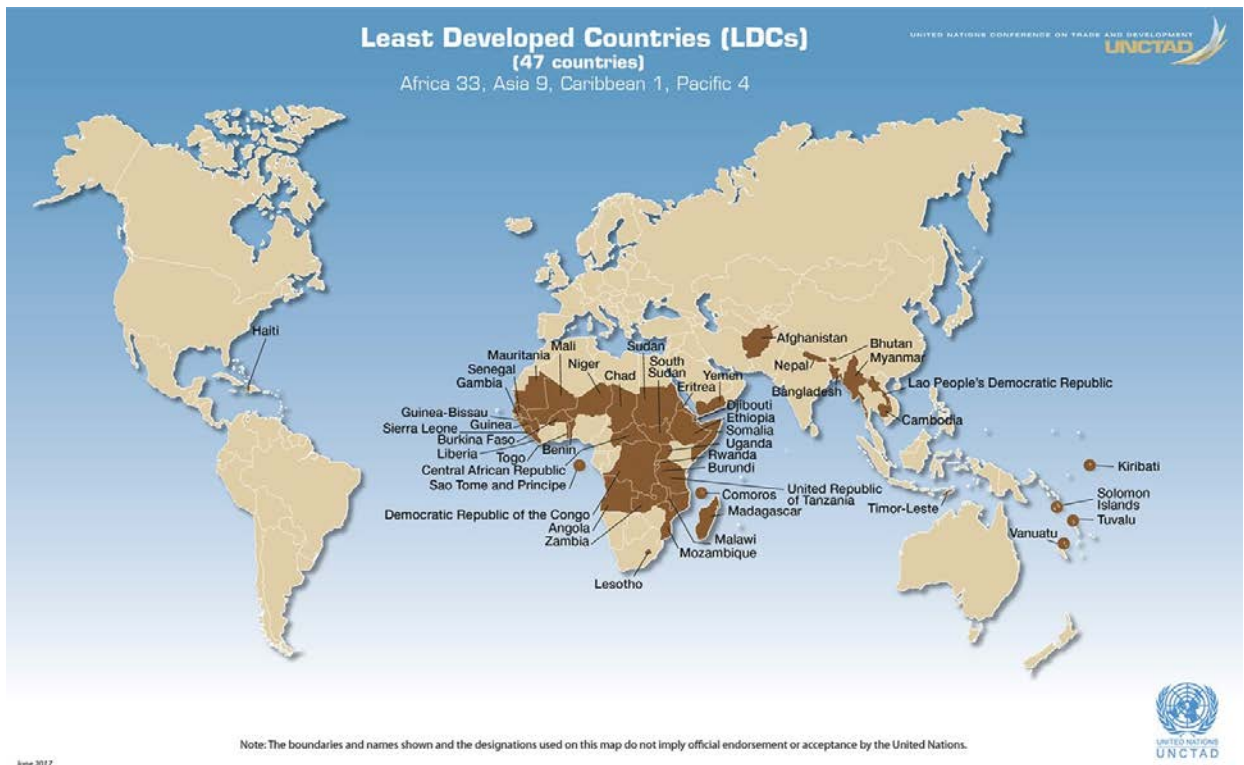 Least Developed Countries (LDCs)
(47 countries)
Africa 33, Asia 9, Caribbean 1, Pacific 4
UNITED NATIONS CONFERENCE ON TRADE AND DEVELOPMENT
UNCTAD
Haiti
Mauritania
Mali
Niger
Chad
Sudan
South
Sudan
Eritrea
Yemen
Senegal
Gambia
Guinea-Bissau
Guinea
Sierra Leone
Burkina Faso
Liberia
Togo
Benin
Central African Republic
Sao Tome and Principe
Democratic Republic of the Congo
Angola
Zambia
Lesotho
Djibouti
Ethiopia
Somalia
Uganda
Rwanda
Burundi
United Republic
of Tanzania
Comoros
Madagascar
Malawi
Mozambique
Afghanistan
Nepal
Bhutan
Myanmar
Bangladesh
Lao People's Democratic Republic
Cambodia
Timor-Leste
Kiribati
Solomon
Islands
Tuvalu
Vanuatu
Note: The boundaries and names shown and the designations used on this map do not imply official endorsement or acceptance by the United Nations.
UNITED NATIONS
UNCTAD
June 2017